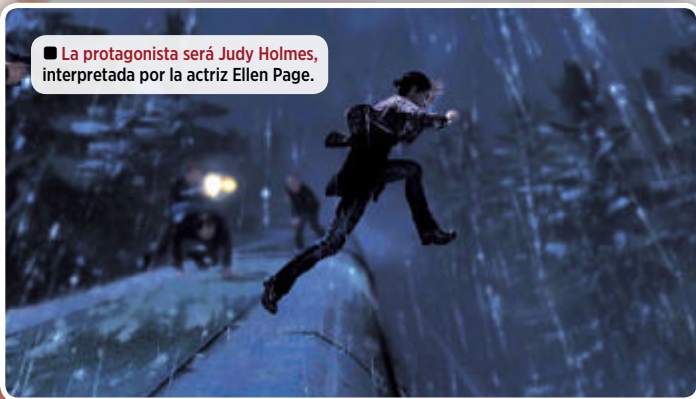 ■ La protagonista será Judy Holmes,
interpretada por la actriz Ellen Page.